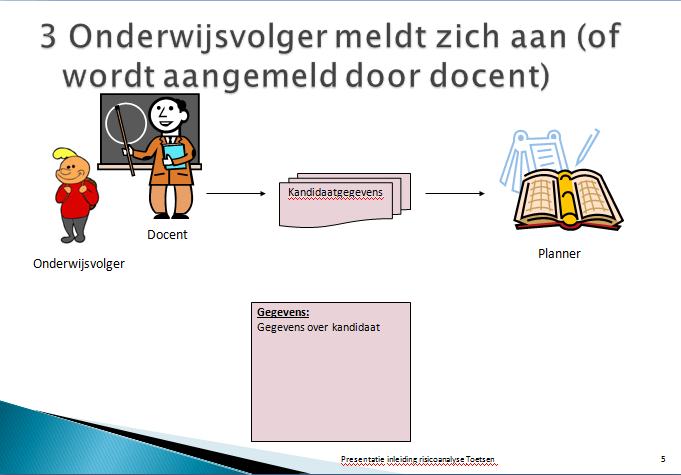 3 Onderwijsvolger meldt zich aan (of
wordt aangemeld door docent)
Kandidaatgegevens
Docent
Onderwijsvolger
Planner
Gegevens:
Gegevens over kandidaat
Presentatie inleiding risicoanalyse Toetsen
5